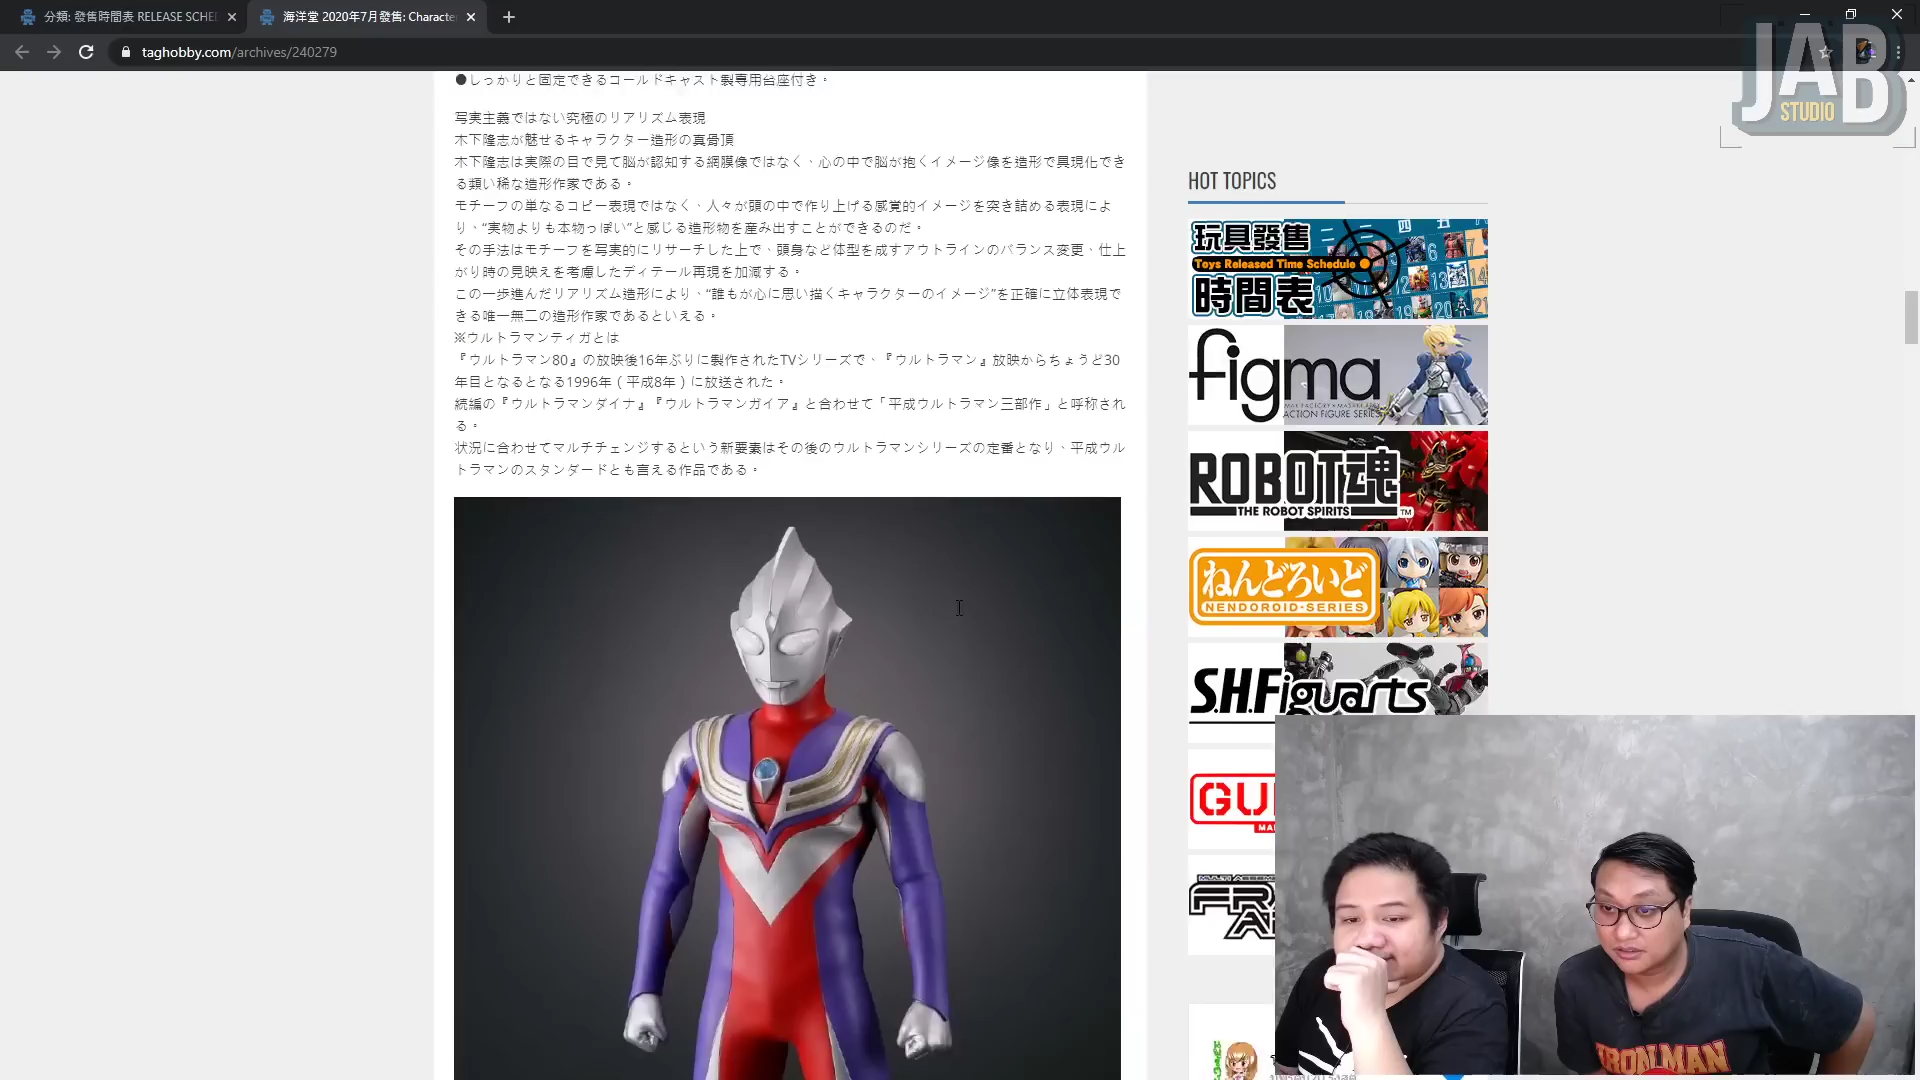 分類: 發售時間表 RELEASE SCHE
海洋堂 2020年7月發售: Characte
taghobby.com/archives/240279
JAB
STUDIO
●しっかりと固定できるコールドキャスト製専用台座付き。
写実主義ではない究極のリアリズム表現
木下隆志が魅せるキャラクター造形の真骨頂
木下隆志は実際の目で見て脳が認知する網膜像ではなく、心の中で脳が抱くイメージ像を造形で具現化でき
る類い稀な造形作家である。
モチーフの単なるコピー表現ではなく、人々が頭の中で作り上げる感覚的イメージを突き詰める表現によ
り、“実物よりも本物っぽい”と感じる造形物を産み出すことができるのだ。
その手法はモチーフを写実的にリサーチした上で、頭身など体型を成すアウトラインのバランス変更、仕上
がり時の見映えを考慮したディテール再現を加減する。
この一歩進んだリアリズム造形により、“誰もが心に思い描くキャラクターのイメージ”を正確に立体表現で
きる唯一無二の造形作家であるといえる。
※ウルトラマンティガとは
『ウルトラマン80』の放映後16年ぶりに製作されたTVシリーズで、『ウルトラマン』放映からちょうど30
年目となるとなる1996年（平成8年）に放送された。
続編の『ウルトラマンダイナ』『ウルトラマンガイア』と合わせて「平成ウルトラマン三部作」と呼称され
る。
状況に合わせてマルチチェンジするという新要素はその後のウルトラマンシリーズの定番となり、平成ウル
トラマンのスタンダードとも言える作品である。
HOT TOPICS
玩具發售
Toys Released Time Schedule
時間表
figma
ACTION FIGURE SERIES
ROBOT魂
THE ROBOT SPIRITS
TM
ねんどろいど
NENDOROID-SERIES
S.H.Figuarts
GU
MA
MULTI ASSEM
FR
A
IRON MAN